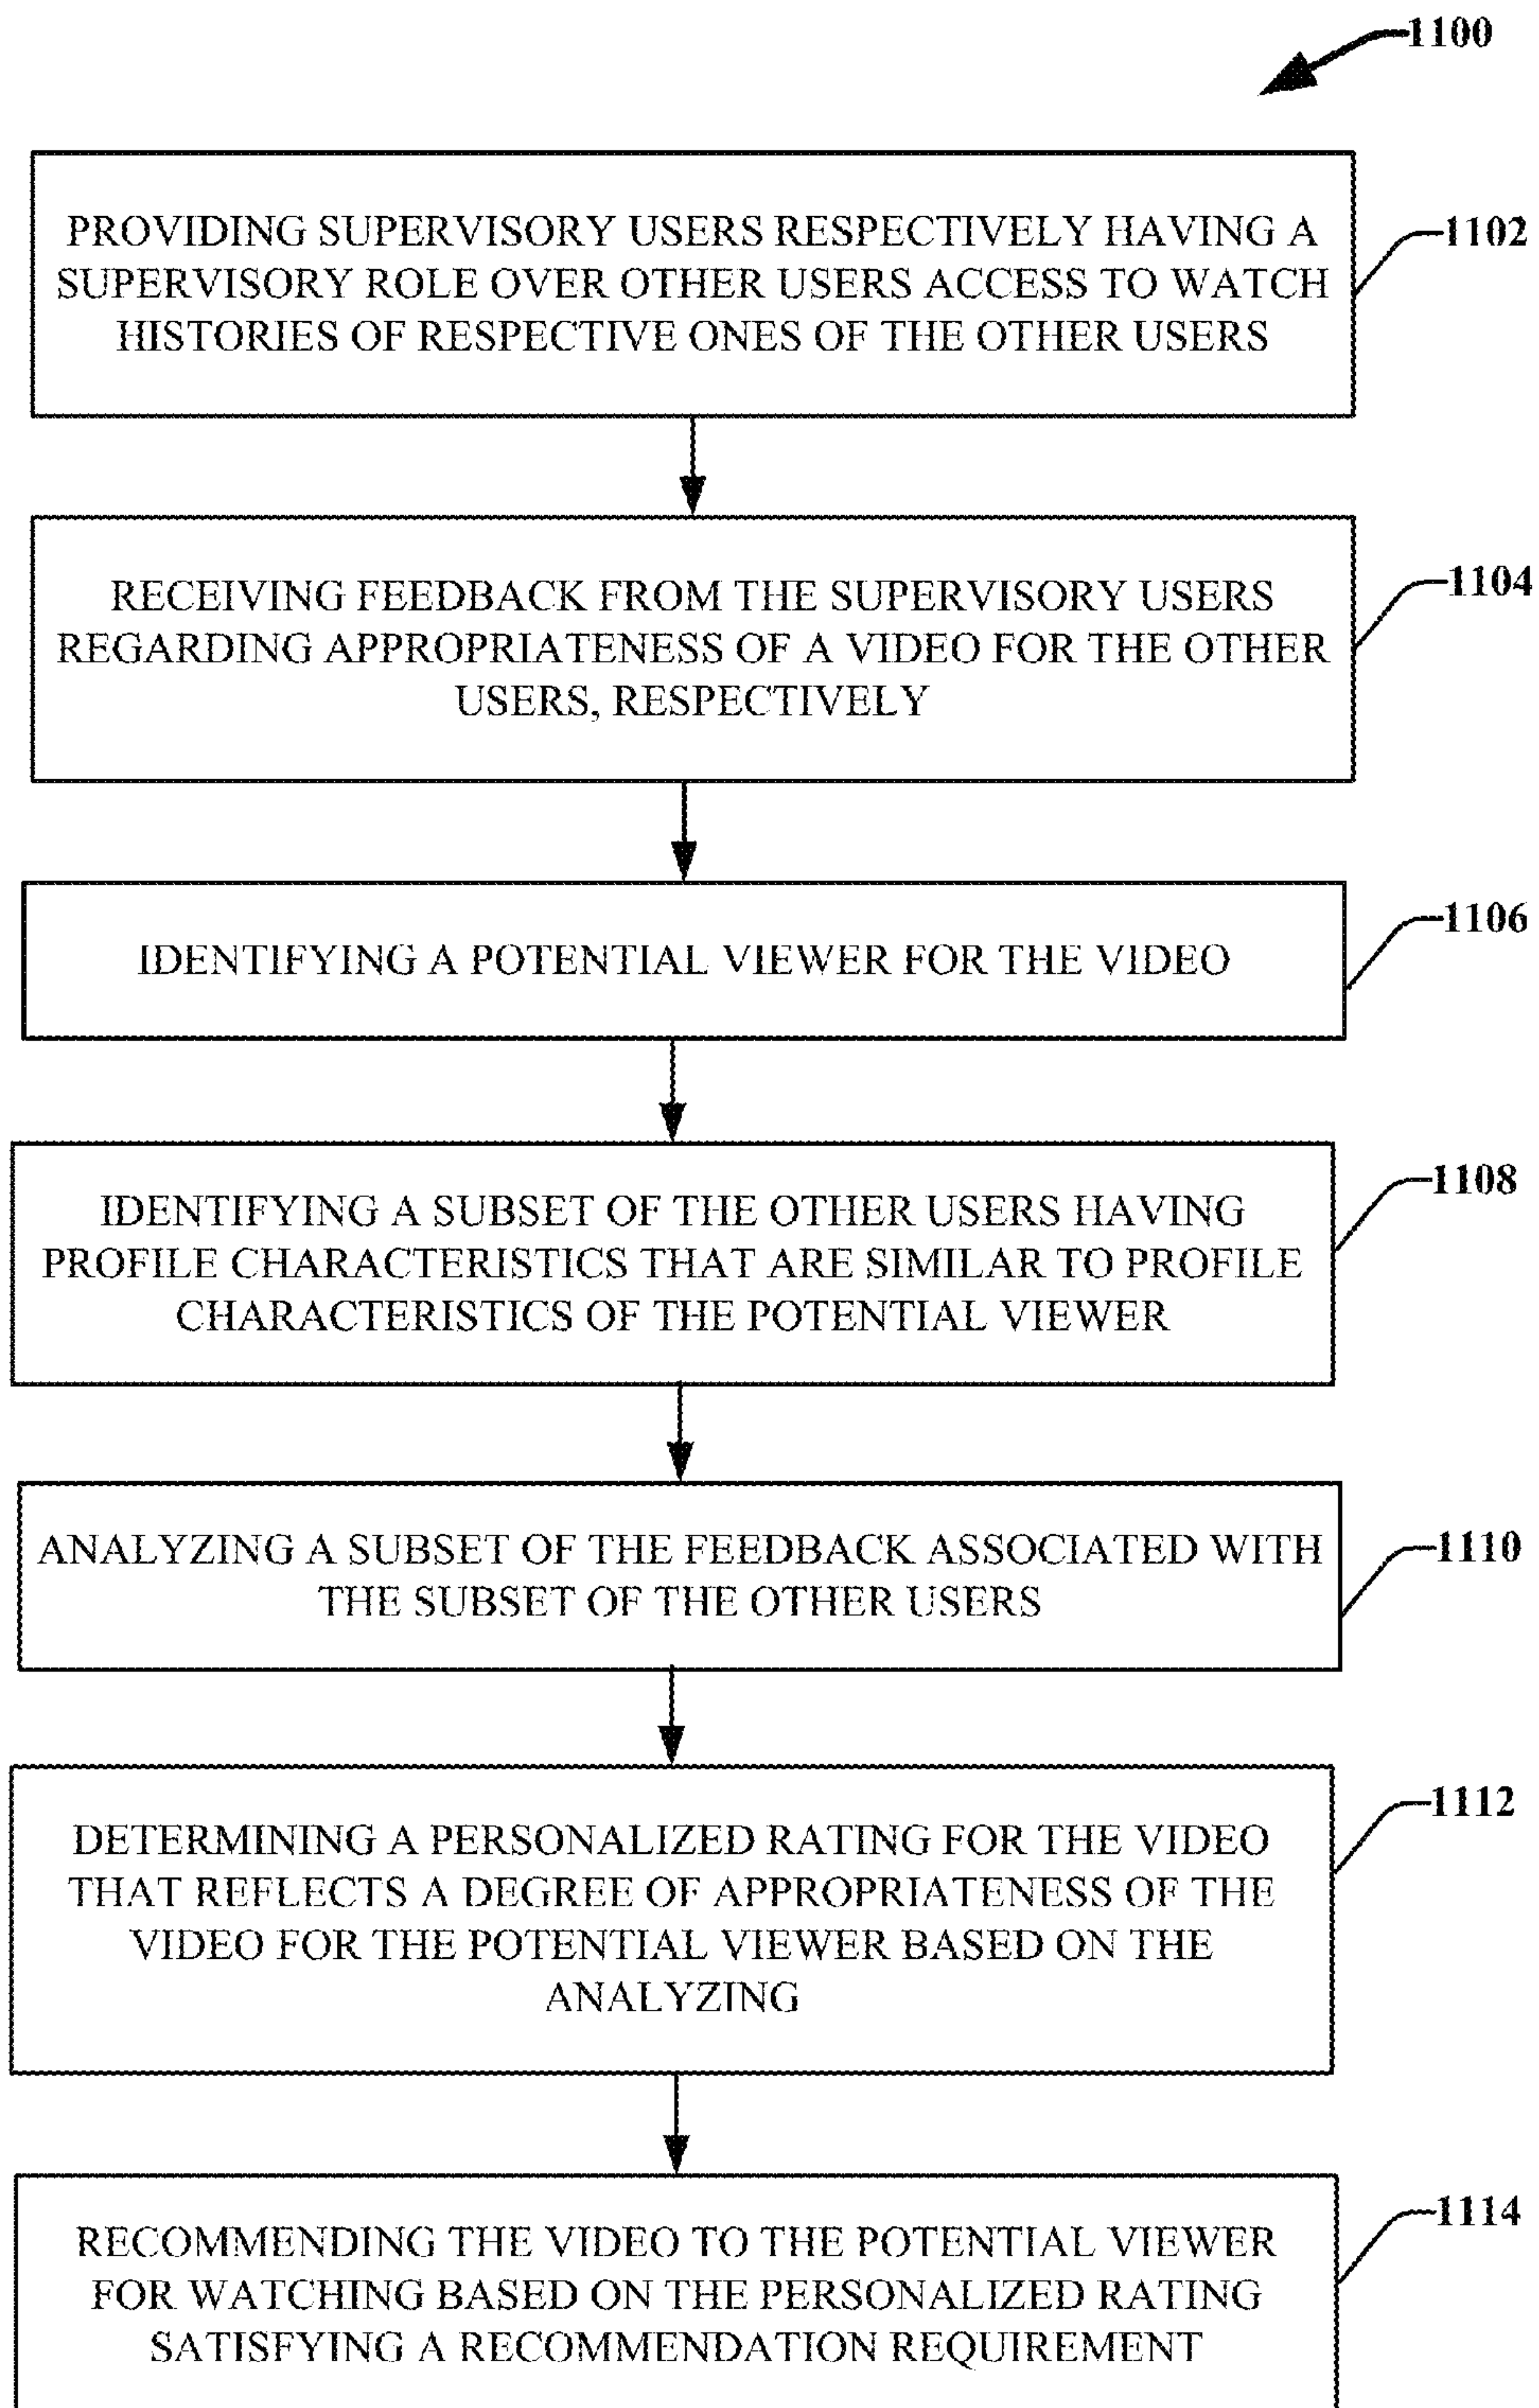 1100
PROVIDING SUPERVISORY USERS RESPECTIVELY HAVING A
SUPERVISORY ROLE OVER OTHER USERS ACCESS TO WATCH
HISTORIES OF RESPECTIVE ONES OF THE OTHER USERS
1102
RECEIVING FEEDBACK FROM THE SUPERVISORY USERS
REGARDING APPROPRIATENESS OF A VIDEO FOR THE OTHER
USERS, RESPECTIVELY
1104
IDENTIFYING A POTENTIAL VIEWER FOR THE VIDEO
1106
IDENTIFYING A SUBSET OF THE OTHER USERS HAVING
PROFILE CHARACTERISTICS THAT ARE SIMILAR TO PROFILE
CHARACTERISTICS OF THE POTENTIAL VIEWER
1108
ANALYZING A SUBSET OF THE FEEDBACK ASSOCIATED WITH
THE SUBSET OF THE OTHER USERS
1110
DETERMINING A PERSONALIZED RATING FOR THE VIDEO
THAT REFLECTS A DEGREE OF APPROPRIATENESS OF THE
VIDEO FOR THE POTENTIAL VIEWER BASED ON THE
ANALYZING
1112
RECOMMENDING THE VIDEO TO THE POTENTIAL VIEWER
FOR WATCHING BASED ON THE PERSONALIZED RATING
SATISFYING A RECOMMENDATION REQUIREMENT
1114